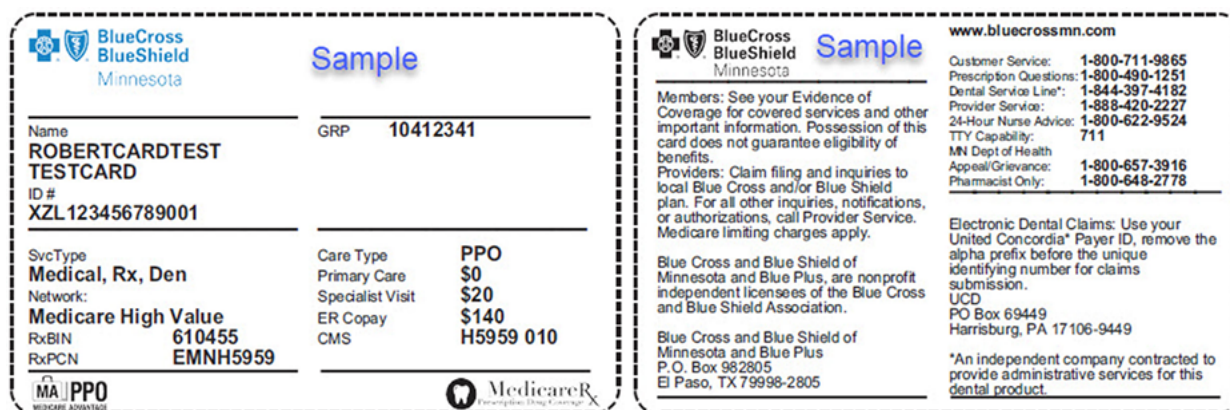 BlueCross
BlueShield
Minnesota
Sample
Name
ROBERTCARDTEST
TESTCARD
ID #
XZL123456789001
GRP 10412341
SvcType
Medical, Rx, Den
Network:
Medicare High Value
RxBIN 610455
RxPCN EMNH5959
Care Type PPO
Primary Care $0
Specialist Visit $20
ER Copay $140
CMS H5959 010
MA PPO
MEDICARE ADVANTAGE
MedicareRx
Prescription Drug Coverage
BlueCross
BlueShield
Minnesota
Sample
Members: See your Evidence of
Coverage for covered services and other
important information. Possession of this
card does not guarantee eligibility of
benefits.
Providers: Claim filing and inquiries to
local Blue Cross and/or Blue Shield
plan. For all other inquiries, notifications,
or authorizations, call Provider Service.
Medicare limiting charges apply.
Blue Cross and Blue Shield of
Minnesota and Blue Plus, are nonprofit
independent licensees of the Blue Cross
and Blue Shield Association.
Blue Cross and Blue Shield of
Minnesota and Blue Plus
P.O. Box 982805
El Paso, TX 79998-2805
www.bluecrossmn.com
Customer Service: 1-800-711-9865
Prescription Questions: 1-800-490-1251
Dental Service Line*: 1-844-397-4182
Provider Service: 1-888-420-2227
24-Hour Nurse Advice: 1-800-622-9524
TTY Capability: 711
MN Dept of Health
Appeal/Grievance: 1-800-657-3916
Pharmacist Only: 1-800-648-2778
Electronic Dental Claims: Use your
United Concordia* Payer ID, remove the
alpha prefix before the unique
identifying number for claims
submission.
UCD
PO Box 69449
Harrisburg, PA 17106-9449
*An independent company contracted to
provide administrative services for this
dental product.